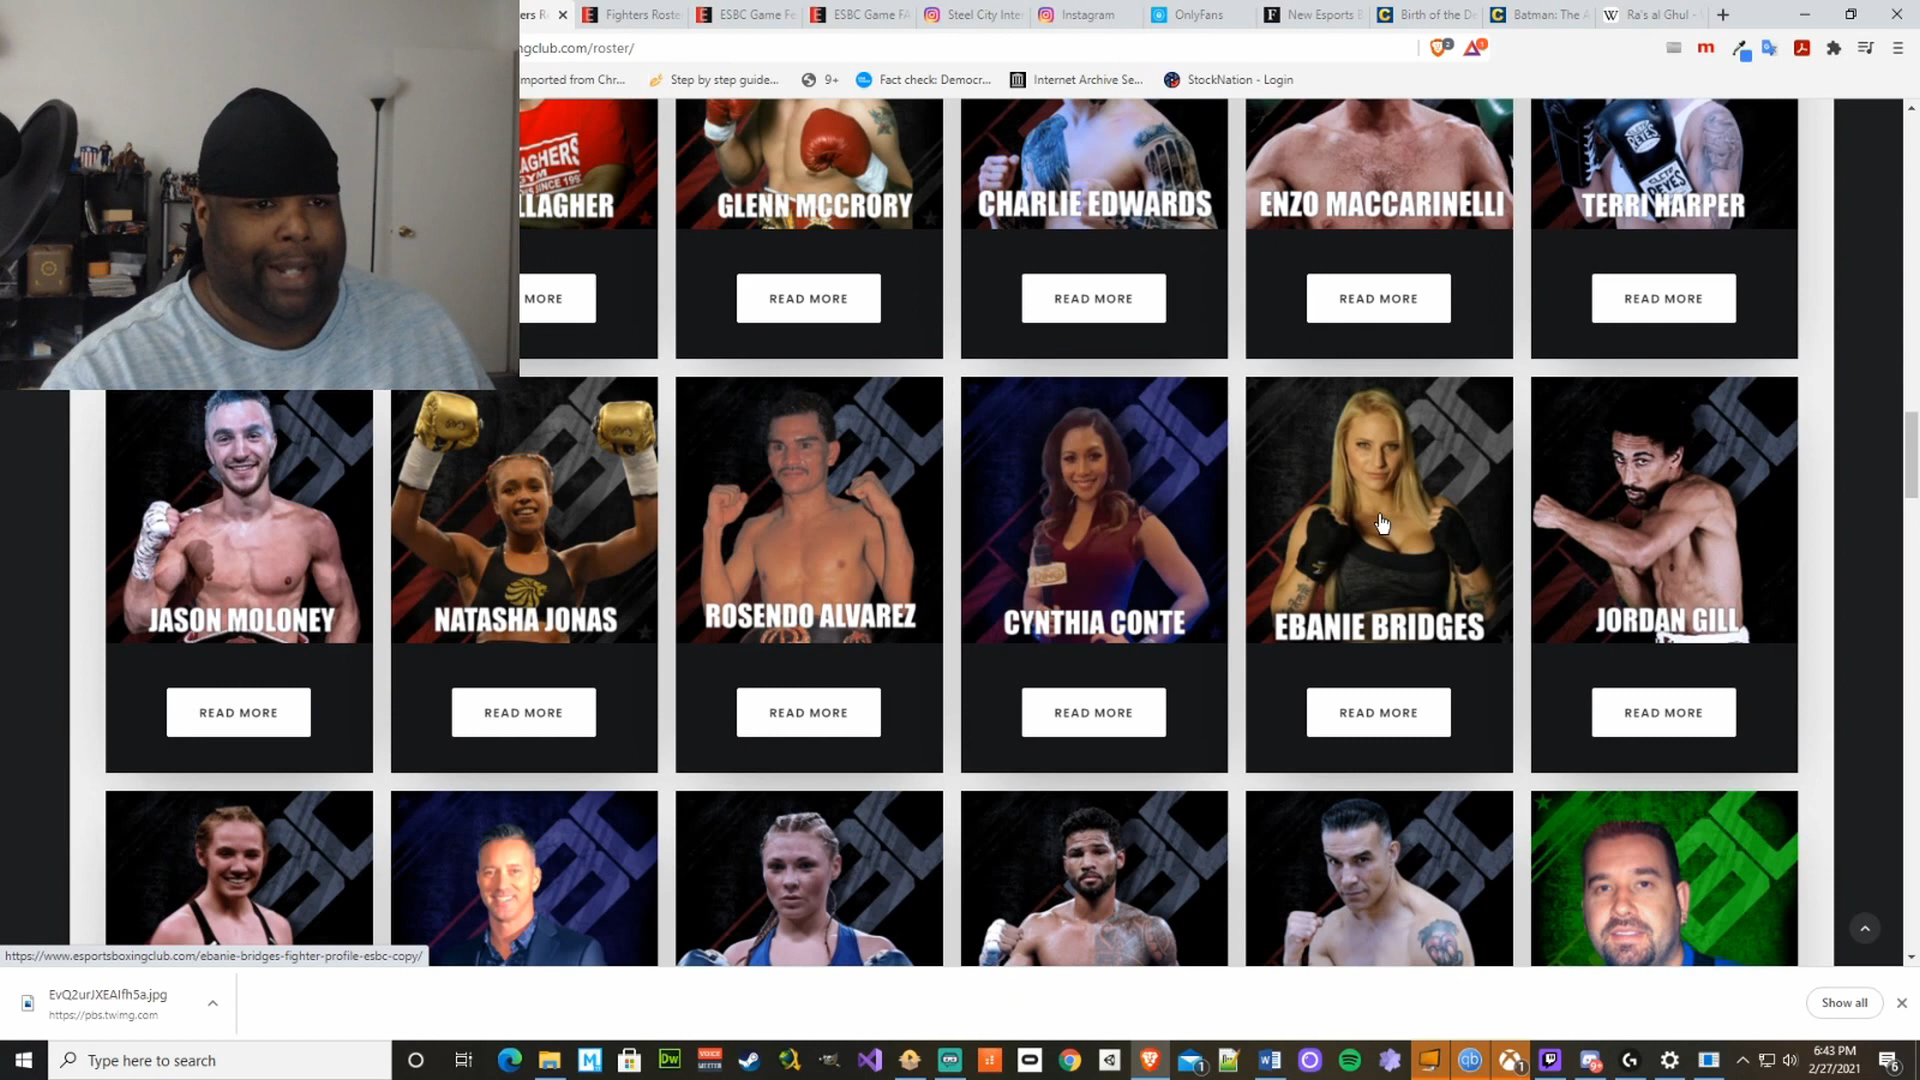 ers Ro
Fighters Roste
ESBC Game Fe
ESBC Game FA
Steel City Inte
Instagram
OnlyFans
New Esports B
Birth of the De
Batman: The A
Ra's al Ghul -
ngclub.com/roster/
mported from Chr...
Step by step guide...
9+
Fact check: Democr...
Internet Archive Se...
StockNation - Login
LLAGHER
GLENN MCCRORY
CHARLIE EDWARDS
ENZO MACCARINELLI
TERRI HARPER
MORE
READ MORE
READ MORE
READ MORE
READ MORE
JASON MOLONEY
NATASHA JONAS
ROSENDO ALVAREZ
CYNTHIA CONTE
EBANIE BRIDGES
JORDAN GILL
READ MORE
READ MORE
READ MORE
READ MORE
READ MORE
READ MORE
https://www.esportsboxingclub.com/ebanie-bridges-fighter-profile-esbc-copy/
EvQ2urJXEAIfh5a.jpg
https://pbs.twimg.com
Show all
Type here to search
6:43 PM
2/27/2021